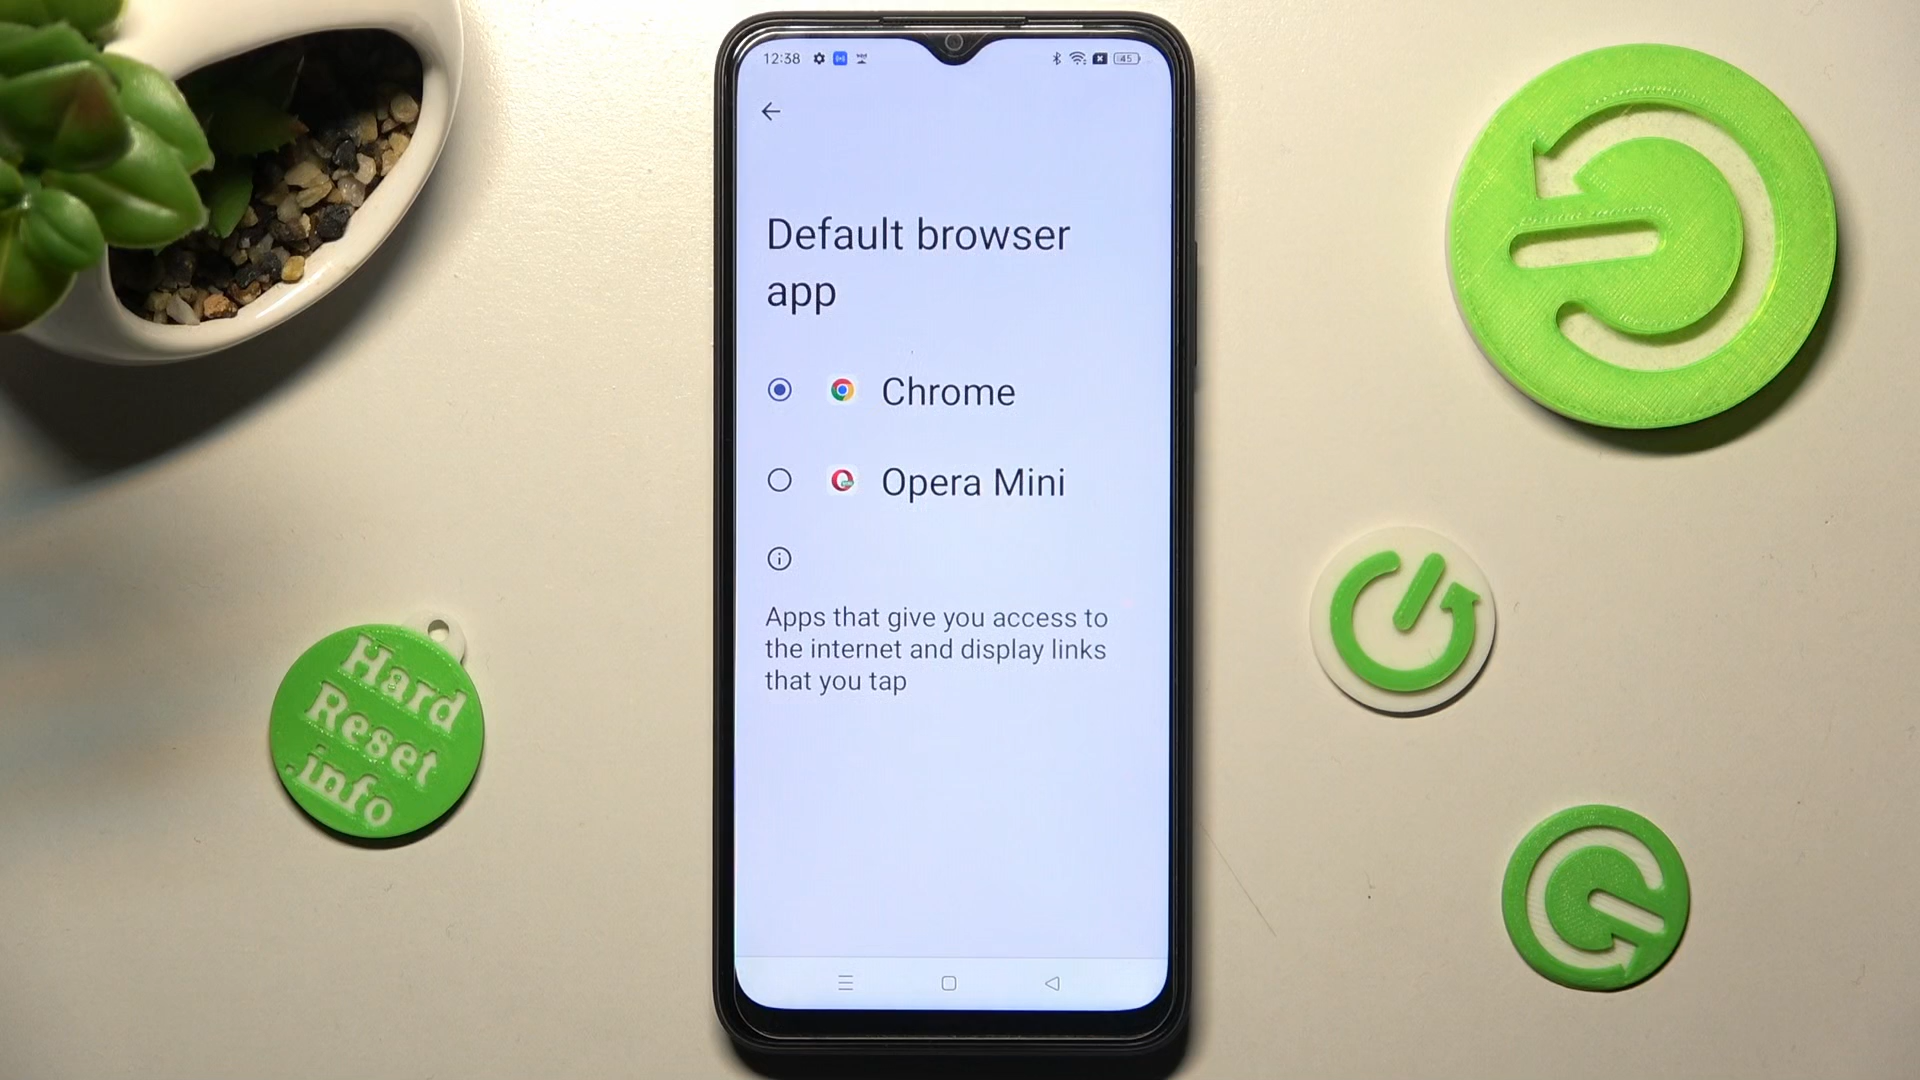 12:38
45
Default browser
app
Chrome
Opera Mini
Apps that give you access to
the internet and display links
that you tap
Hard
Reset
.info